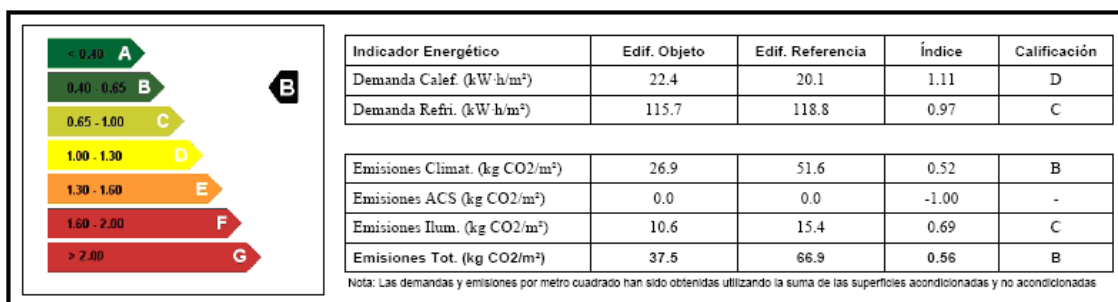 < 0.40 A
0.40 - 0.65 B
B
0.65 - 1.00 C
1.00 - 1.30 D
1.30 - 1.60 E
1.60 - 2.00 F
> 2.00 G
Indicador Energético Edif. Objeto Edif. Referencia Índice Calificación
Demanda Calef. (kW·h/m²) 22.4 20.1 1.11 D
Demanda Refri. (kW·h/m²) 115.7 118.8 0.97 C
Emisiones Climat. (kg CO2/m²) 26.9 51.6 0.52 B
Emisiones ACS (kg CO2/m²) 0.0 0.0 -1.00 -
Emisiones Ilum. (kg CO2/m²) 10.6 15.4 0.69 C
Emisiones Tot. (kg CO2/m²) 37.5 66.9 0.56 B
Nota: Las demandas y emisiones por metro cuadrado han sido obtenidas utilizando la suma de las superficies acondicionadas y no acondicionadas